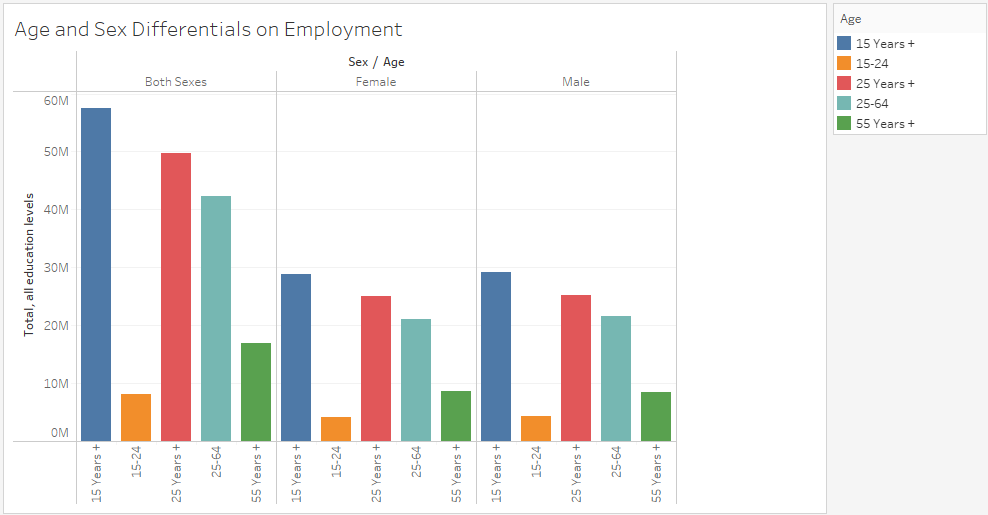 Age and Sex Differentials on Employment
Sex / Age
Both Sexes Female Male
60M
50M
40M
30M
20M
10M
0M
Total, all education levels
15 Years + 15-24 25 Years + 25-64 55 Years + 15 Years + 15-24 25 Years + 25-64 55 Years + 15 Years + 15-24 25 Years + 25-64 55 Years +
Age
15 Years +
15-24
25 Years +
25-64
55 Years +